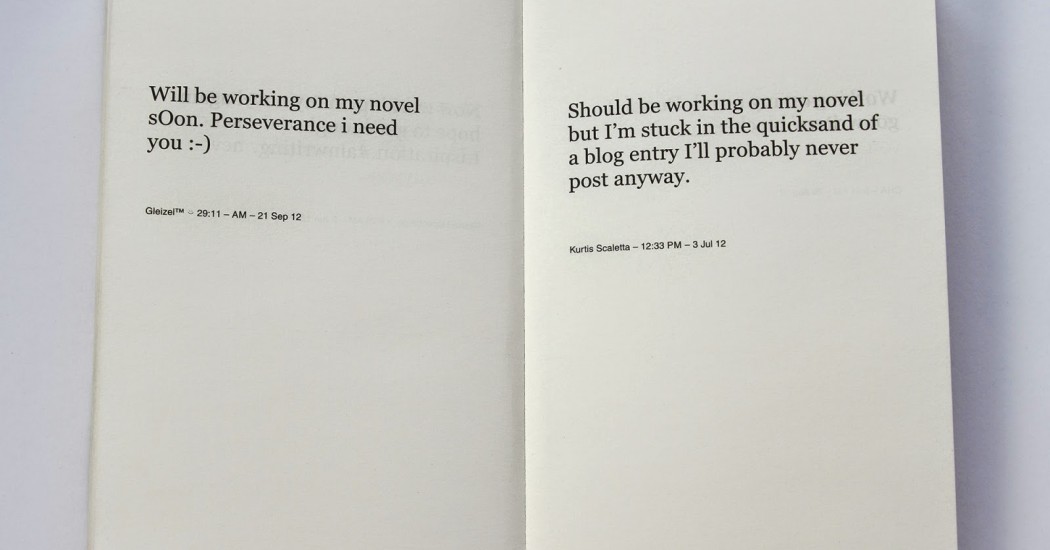 Will be working on my novel
sOon. Perseverance i need
you :-)
Gleizel™ – 29:11 – AM – 21 Sep 12
Should be working on my novel
but I'm stuck in the quicksand of
a blog entry I'll probably never
post anyway.
Kurtis Scaletta – 12:33 PM – 3 Jul 12